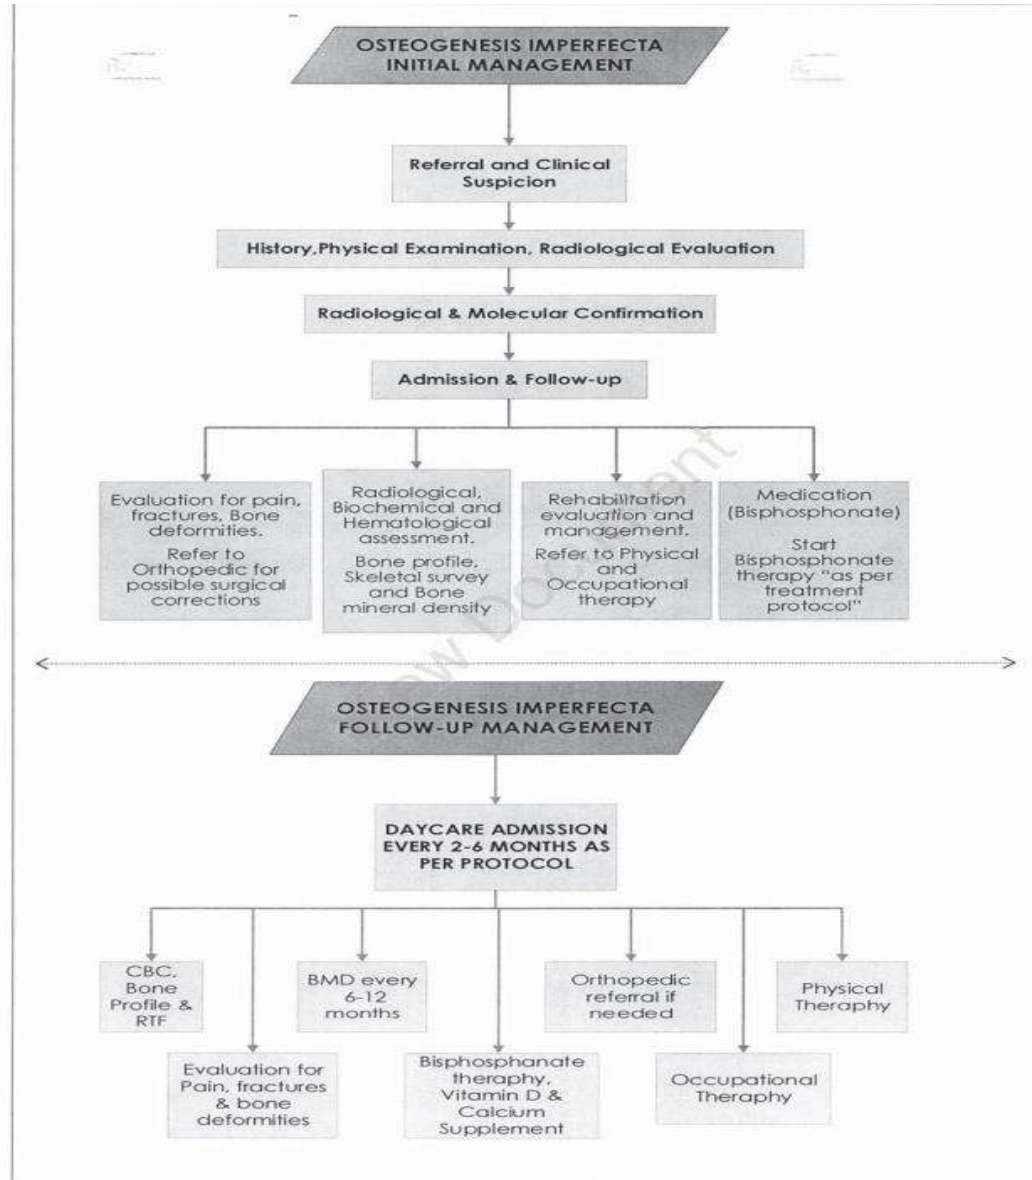 OSTEOGENESIS IMPERFECTA
INITIAL MANAGEMENT
Referral and Clinical
Suspicion
History,Physical Examination, Radiological Evaluation
Radiological & Molecular Confirmation
Admission & Follow-up
Evaluation for pain,
fractures, Bone
deformities.
Refer to
Orthopedic for
possible surgical
corrections
Radiological,
Biochemical and
Hematological
assessment.
Bone profile,
Skeletal survey
and Bone
mineral density
Rehabilitation
evaluation and
management.
Refer to Physical
and
Occupational
therapy
Medication
(Bisphosphonate)
Start
Bisphosphonate
therapy "as per
treatment
protocol"
OSTEOGENESIS IMPERFECTA
FOLLOW-UP MANAGEMENT
DAYCARE ADMISSION
EVERY 2-6 MONTHS AS
PER PROTOCOL
CBC,
Bone
Profile &
RTF
BMD every
6-12
months
Orthopedic
referral if
needed
Physical
Theraphy
Evaluation for
Pain, fractures
& bone
deformities
Bisphosphanate
theraphy,
Vitamin D &
Calcium
Supplement
Occupational
Theraphy